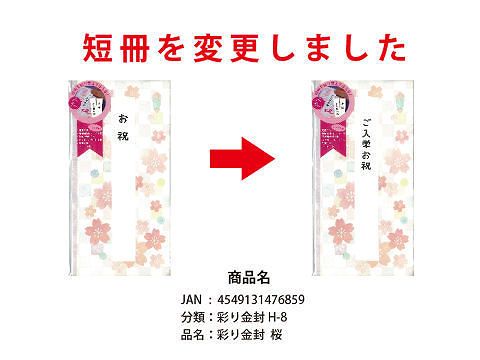 短冊を変更しました
お祝
ご入学お祝
商品名
JAN : 4549131476859
分類：彩り金封 H-8
品名：彩り金封 桜